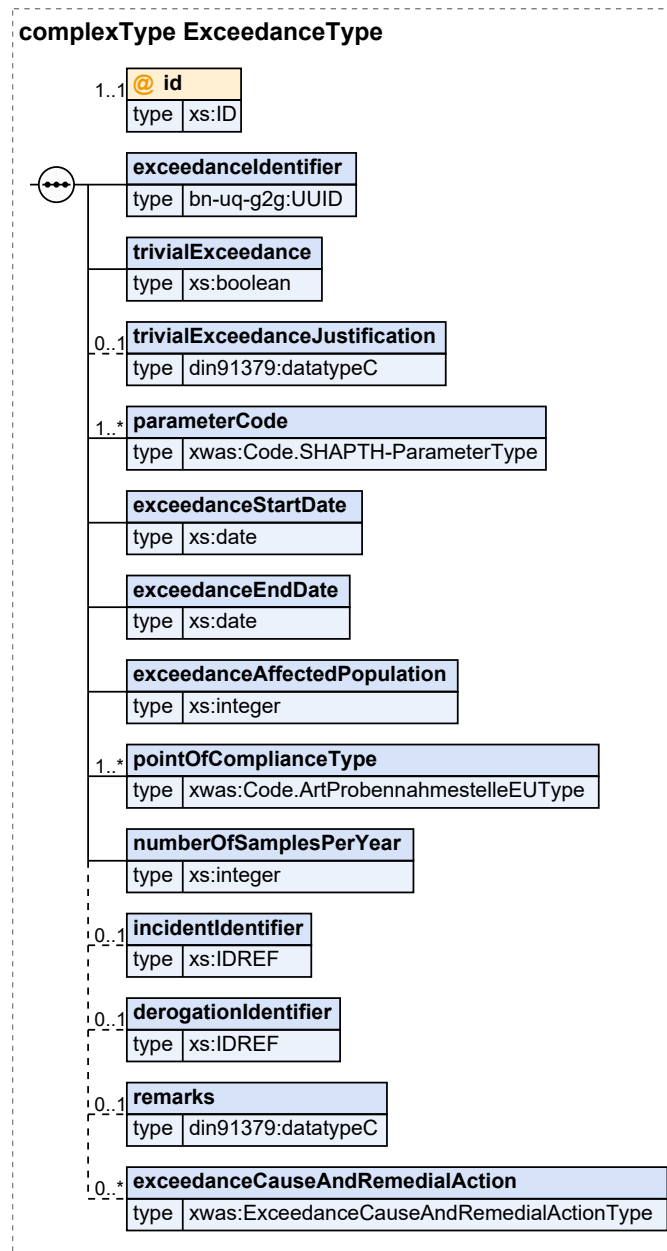 complexType ExceedanceType
1..1
@ id
type xs:ID
exceedanceIdentifier
type bn-uq-g2g:UUID
trivialExceedance
type xs:boolean
0..1
trivialExceedanceJustification
type din91379:datatypeC
1..*
parameterCode
type xwas:Code.SHAPTH-ParameterType
exceedanceStartDate
type xs:date
exceedanceEndDate
type xs:date
exceedanceAffectedPopulation
type xs:integer
1..*
pointOfComplianceType
type xwas:Code.ArtProbennahmestelleEUType
numberOfSamplesPerYear
type xs:integer
0..1
incidentIdentifier
type xs:IDREF
0..1
derogationIdentifier
type xs:IDREF
0..1
remarks
type din91379:datatypeC
0..*
exceedanceCauseAndRemedialAction
type xwas:ExceedanceCauseAndRemedialActionType